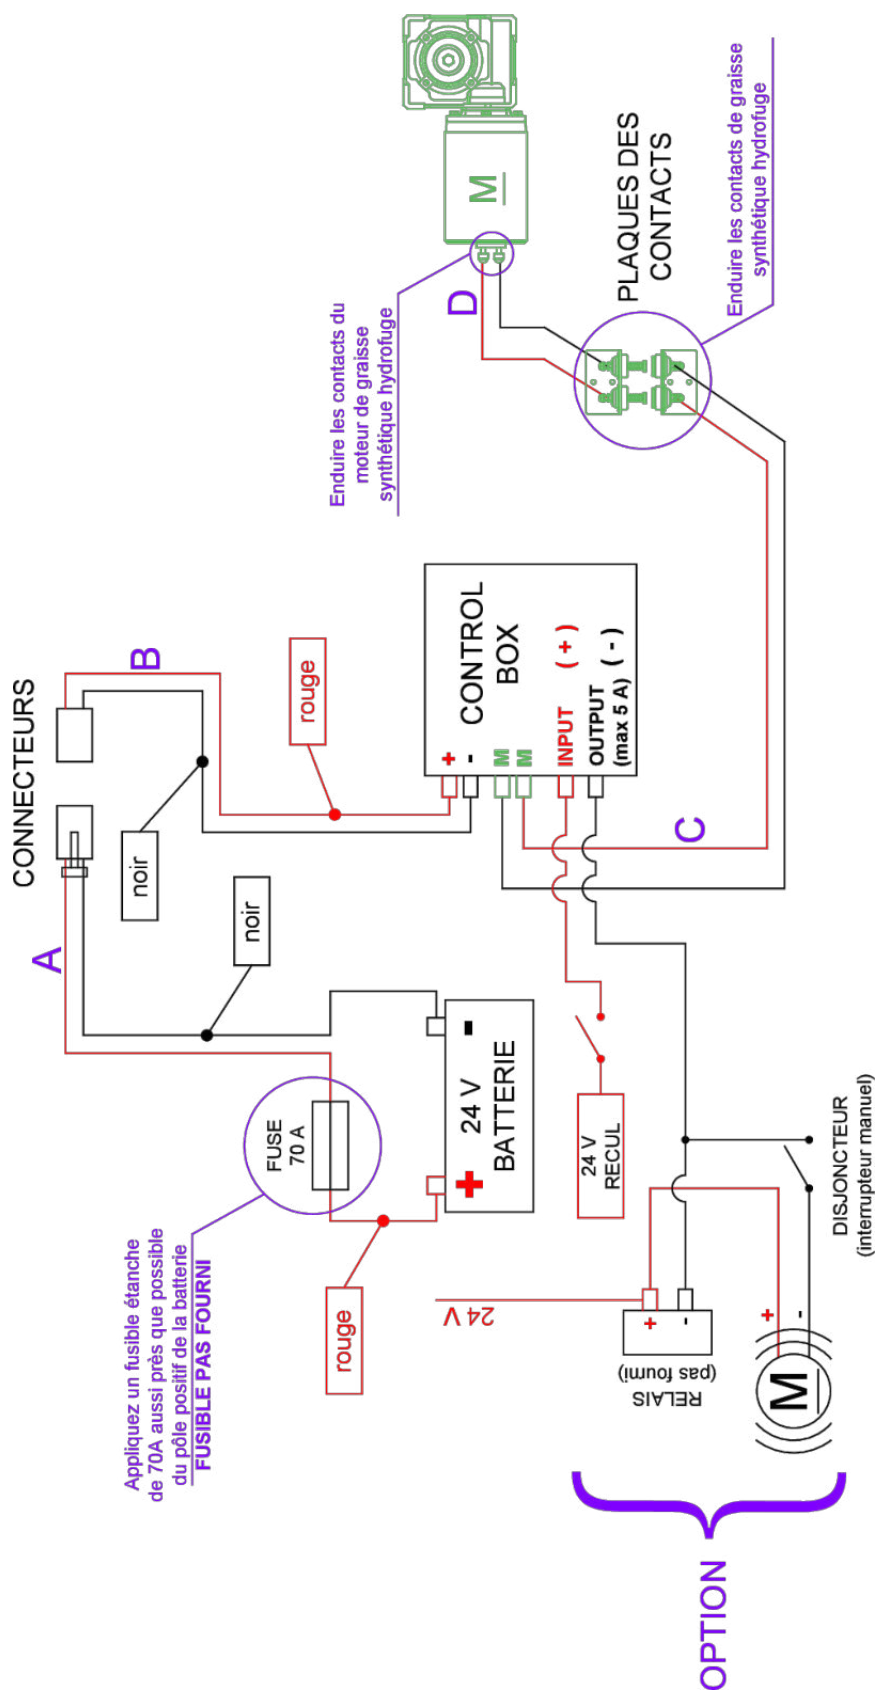 Appliquez un fusible étanche
de 70A aussi près que possible
du pôle positif de la batterie
FUSIBLE PAS FOURNI
FUSE
70 A
rouge
noir
noir
A
CONNECTEURS
B
rouge
24 V
BATTERIE
+
-
CONTROL
BOX
+
-
M
M
INPUT (+)
OUTPUT (-)
(max 5 A)
C
Enduire les contacts du
moteur de graisse
synthétique hydrofuge
D
M
PLAQUES DES
CONTACTS
Enduire les contacts de graisse
synthétique hydrofuge
24 V
RECUL
24 V
+
-
RELAIS
(pas fourni)
DISJONCTEUR
(interrupteur manuel)
+
-
M
OPTION